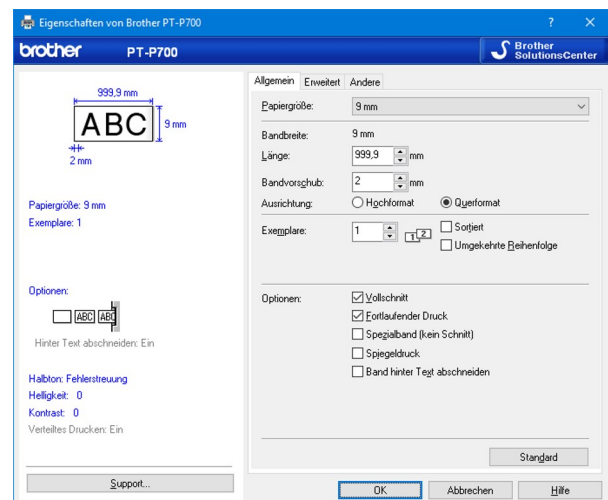 Eigenschaften von Brother PT-P700
brother PT-P700
Brother
SolutionsCenter
999,9 mm
ABC
9 mm
2 mm
Papiergröße: 9 mm
Exemplare: 1
Optionen:
ABC ABC
Hinter Text abschneiden: Ein
Halbton: Fehlerstreuung
Helligkeit: 0
Kontrast: 0
Verteiltes Drucken: Ein
Support...
Allgemein Erweitert Andere
Papiergröße: 9 mm
Bandbreite: 9 mm
Länge: 999,9 mm
Bandvorschub: 2 mm
Ausrichtung: Hochformat Querformat
Exemplare: 1 1 2 Sortiert
Umgekehrte Reihenfolge
Optionen: Vollschnitt
Fortlaufender Druck
Spezialband (kein Schnitt)
Spiegeldruck
Band hinter Text abschneiden
Standard
OK Abbrechen Hilfe